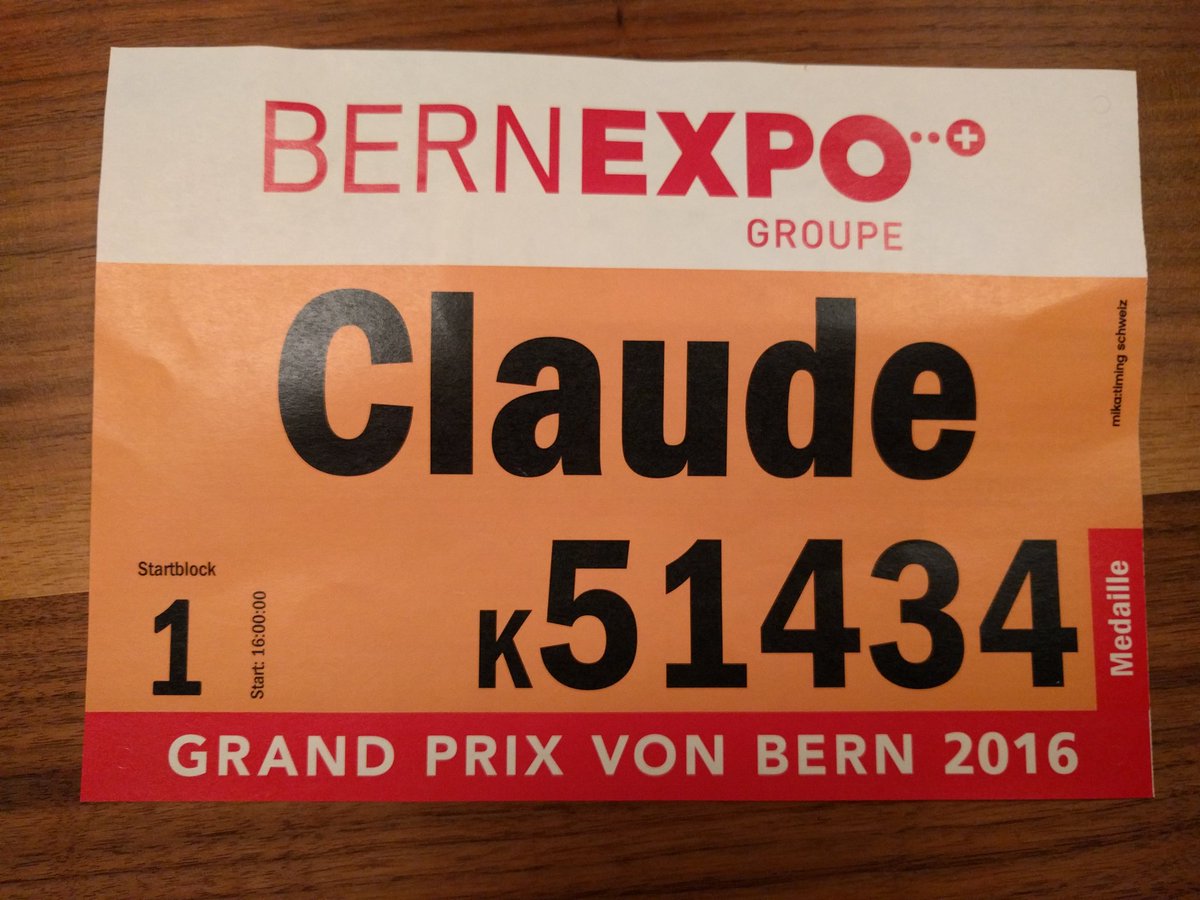 BERNEXPO
GROUPE
Claude
mika:timing schweiz
Startblock
1
Start: 16:00:00
K51434
Medaille
GRAND PRIX VON BERN 2016